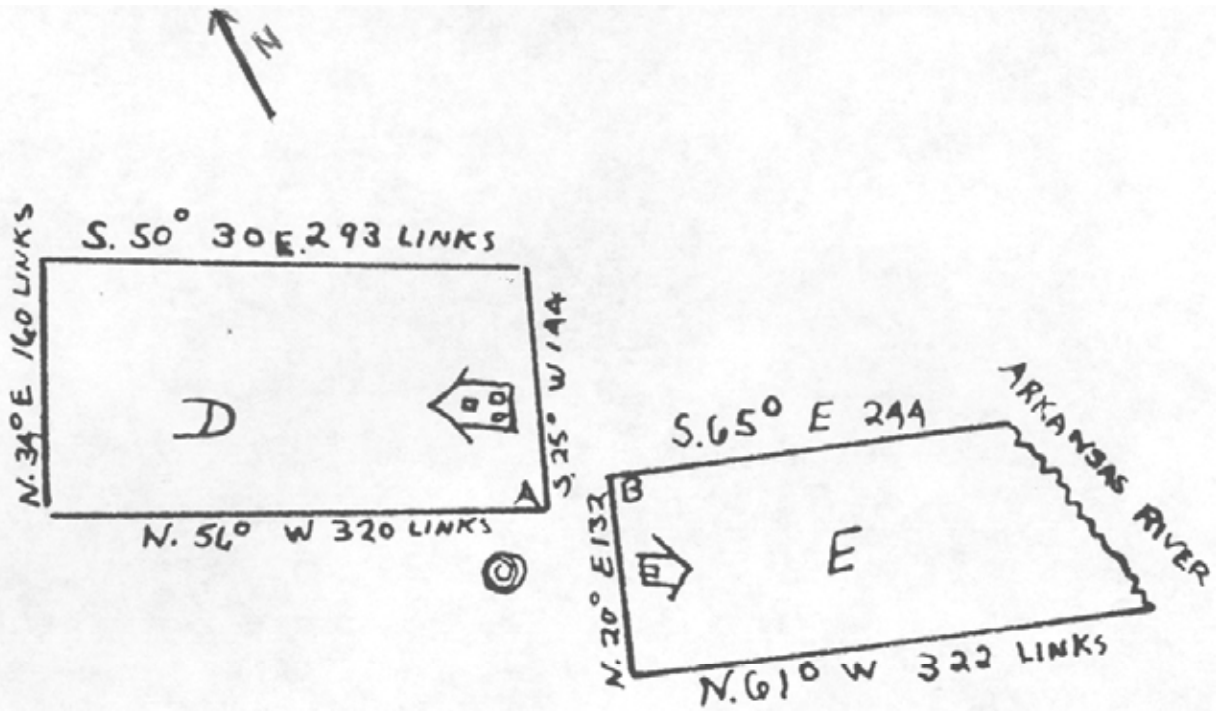 N
S. 50° 30 E. 293 LINKS
N. 34° E 160 LINKS
D
S. 25° W 144
A
N. 56° W 320 LINKS
ARKANSAS RIVER
S. 65° E 244
B
N. 20° E 132
E
N. 61° W 322 LINKS